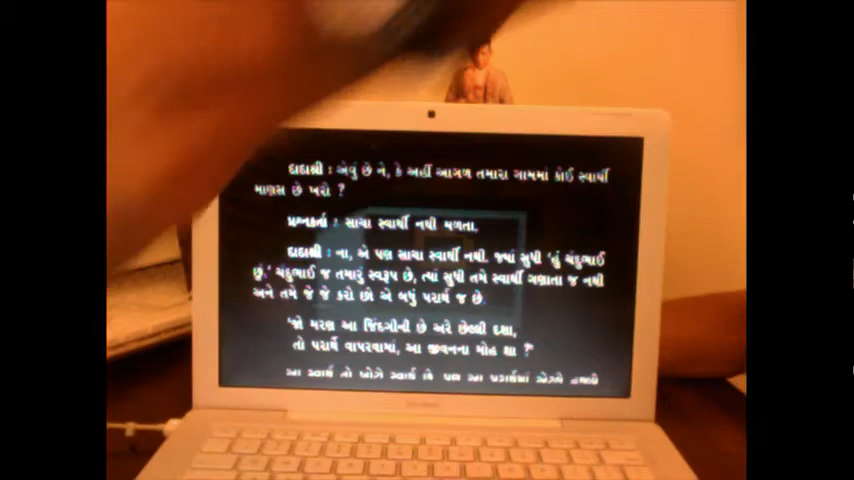 દાદાશ્રી : એવું છે ને, કે અહીં આગળ તમારા ગામમાં કોઈ સ્વાર્થી
માણસ છે ખરો ?
પ્રશ્નકર્તા : સાચા સ્વાર્થી નથી મળતા.
દાદાશ્રી : ના, એ પણ સાચા સ્વાર્થી નથી. જ્યાં સુધી 'હું ચંદુભાઈ
છું,' ચંદુભાઈ જ તમારું સ્વરૂપ છે, ત્યાં સુધી તમે સ્વાર્થી ગણાતા જ નથી
અને તમે જે જે કરો છો એ બધું પરાર્થ જ છે.
'જો મરણ આ જિંદગીની છે અરે છેલ્લી દશા,
તો પરાર્થે વાપરવામાં, આ જીવનના મોહ શા ?'
આ સ્વાર્થ તો